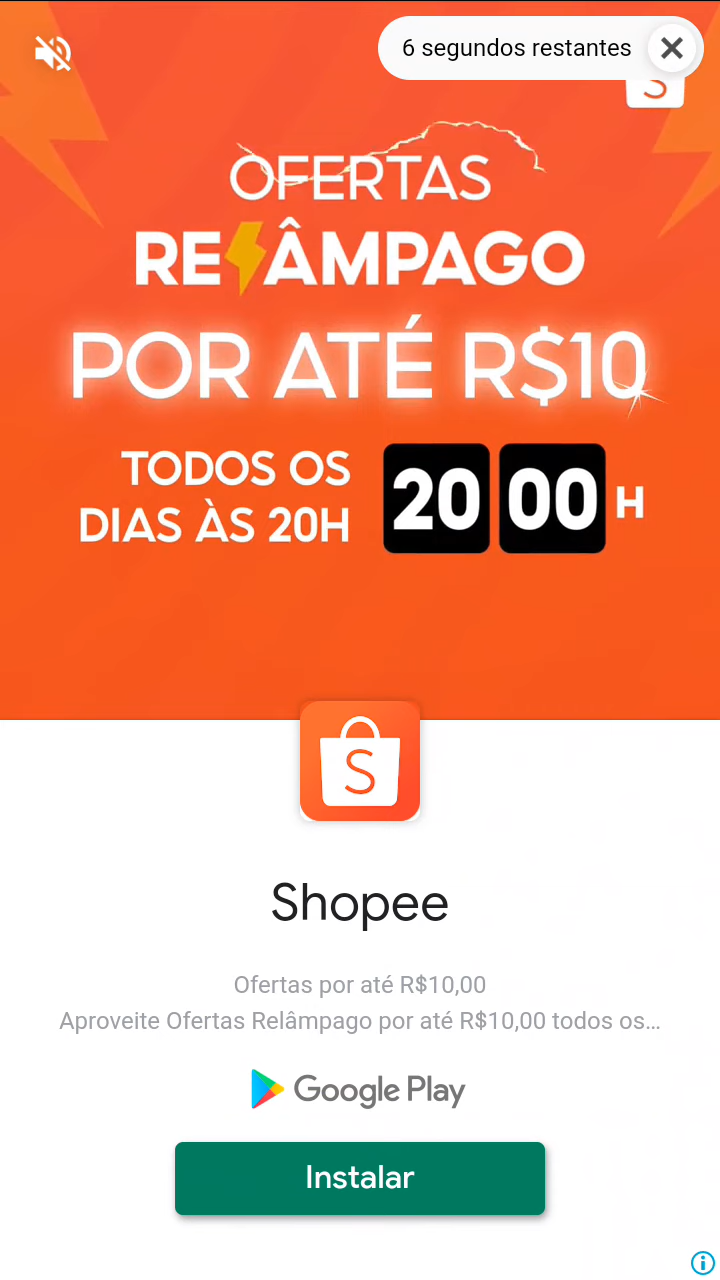 6 segundos restantes
S
OFERTAS
RELÂMPAGO
POR ATÉ R$10
TODOS OS
DIAS ÀS 20H
20 00 H
S
Shopee
Ofertas por até R$10,00
Aproveite Ofertas Relâmpago por até R$10,00 todos os...
Google Play
Instalar